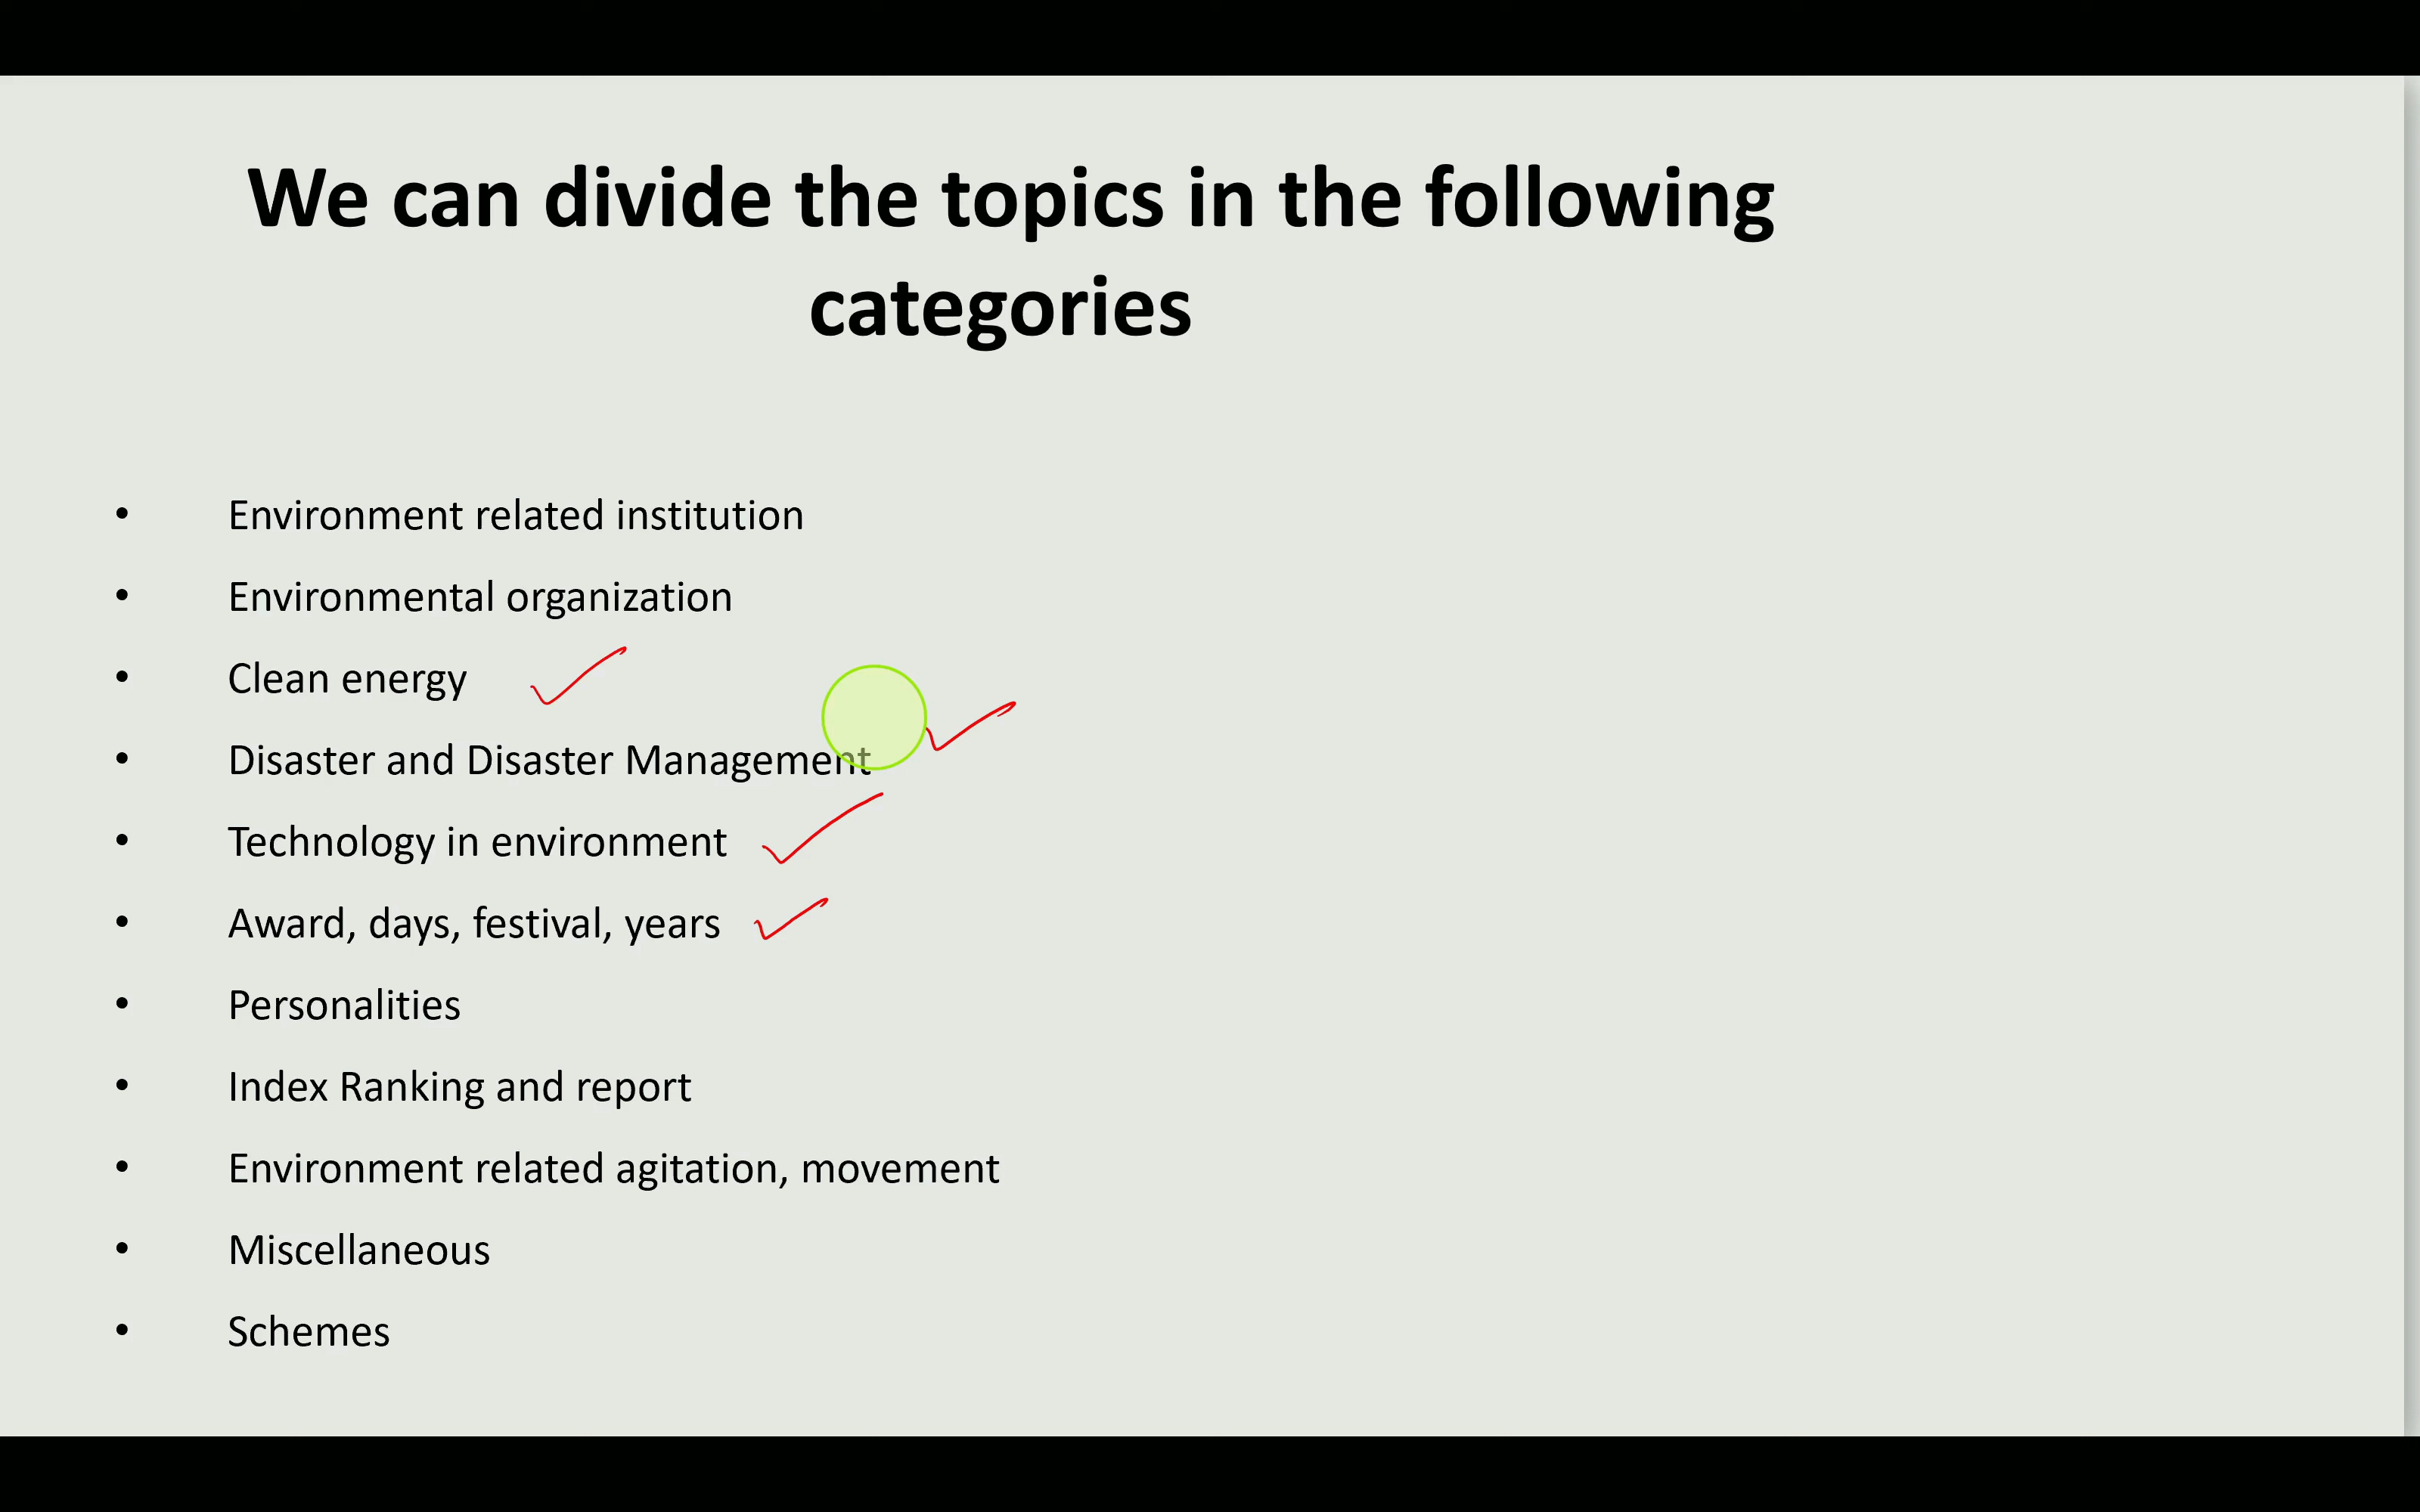 We can divide the topics in the following
categories
• Environment related institution
• Environmental organization
• Clean energy
• Disaster and Disaster Management
• Technology in environment
• Award, days, festival, years
• Personalities
• Index Ranking and report
• Environment related agitation, movement
• Miscellaneous
• Schemes